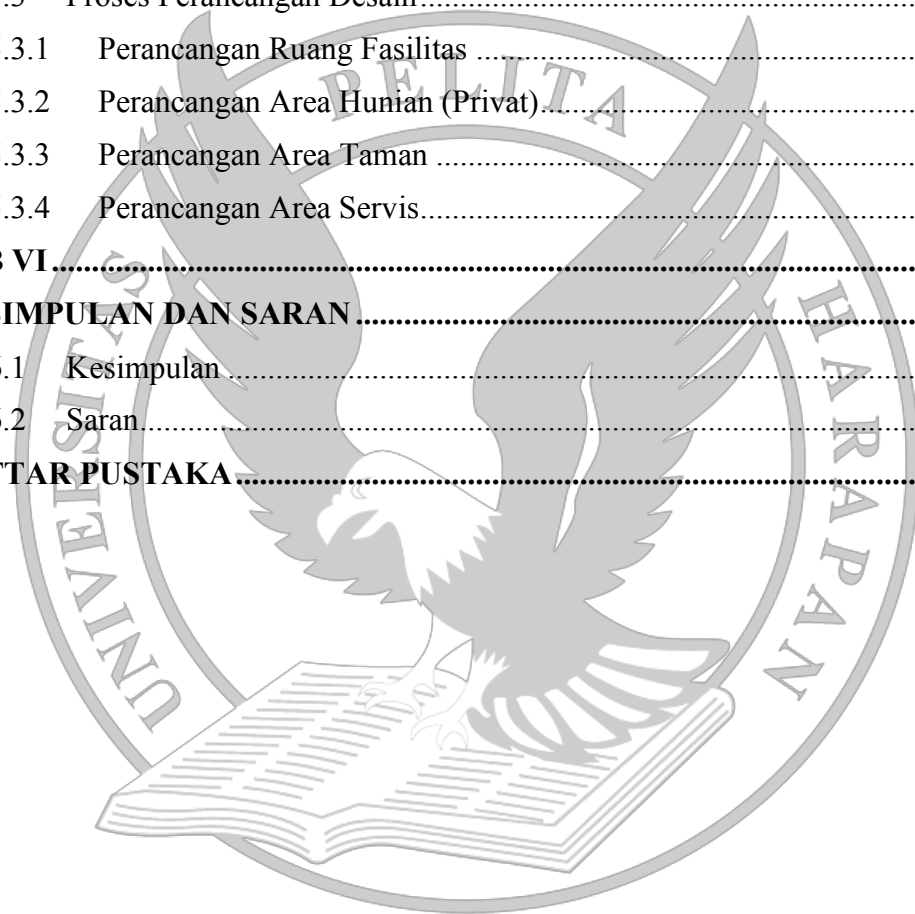 .3 Proses Perancangan Desain........................................
.3.1 Perancangan Ruang Fasilitas ........................................
.3.2 Perancangan Area Hunian (Privat)........................................
.3.3 Perancangan Area Taman ........................................
.3.4 Perancangan Area Servis........................................
VI........................................
IMPULAN DAN SARAN........................................
.1 Kesimpulan ........................................
.2 Saran........................................
TAR PUSTAKA........................................
UNIVERSITAS PELITA HARAPAN